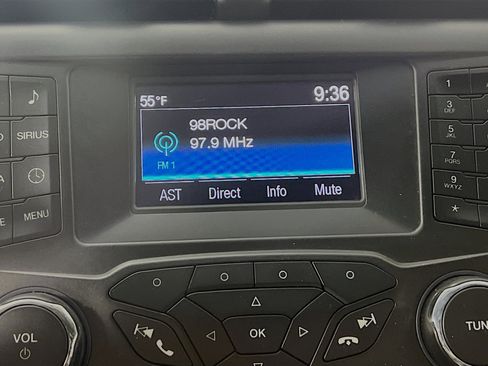 55°F 9:36
98ROCK
97.9 MHz
FM 1
AST Direct Info Mute
SIRIUS
MENU
1
3 DEF
5 JKL
7 PQRS
9 WXYZ
*
OK
VOL
TUN